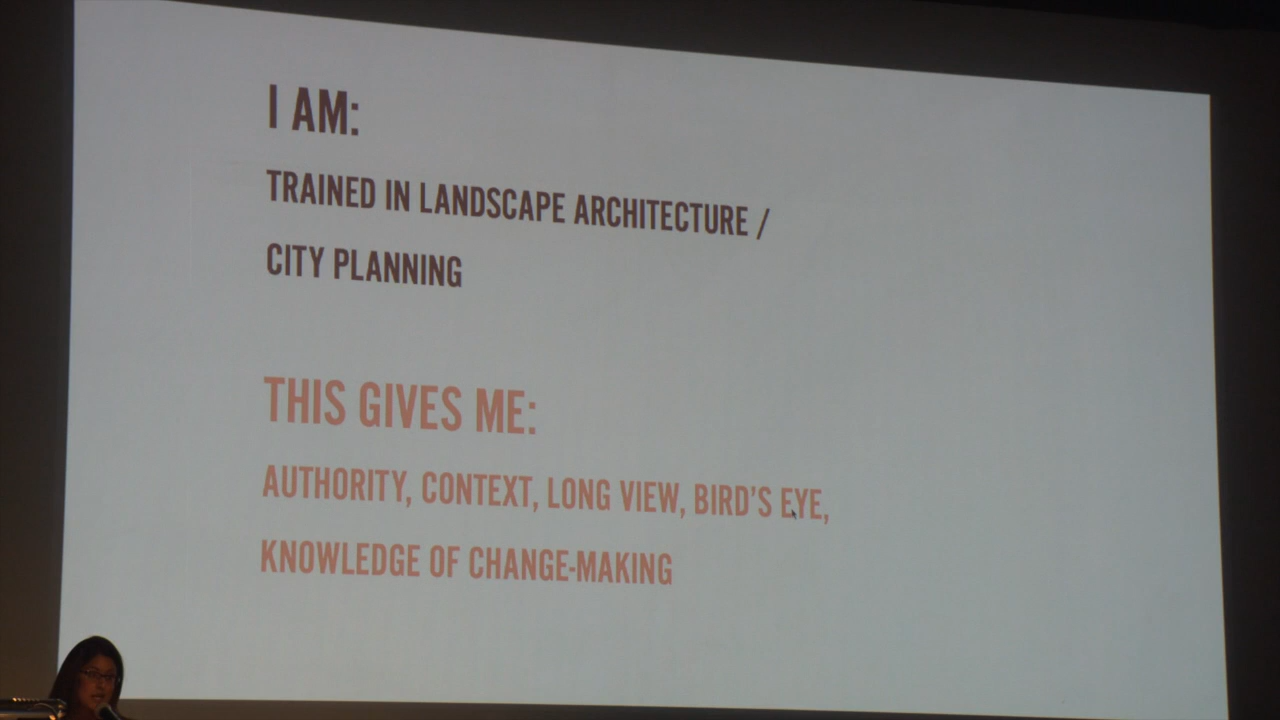 I AM:
TRAINED IN LANDSCAPE ARCHITECTURE /
CITY PLANNING
THIS GIVES ME:
AUTHORITY, CONTEXT, LONG VIEW, BIRD'S EYE,
KNOWLEDGE OF CHANGE-MAKING